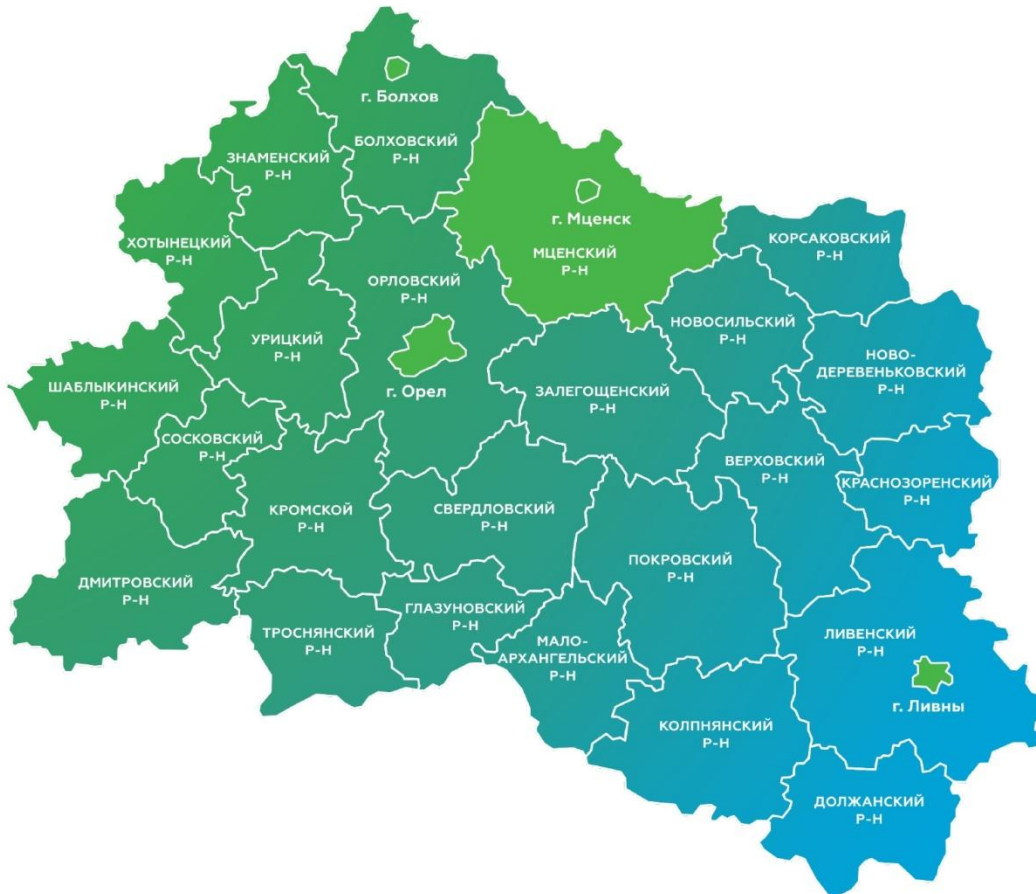 г. Болхов
БОЛХОВСКИЙ
Р-Н
ЗНАМЕНСКИЙ
Р-Н
г. Мценск
МЦЕНСКИЙ
Р-Н
ХОТЫНЕЦКИЙ
Р-Н
КОРСАКОВСКИЙ
Р-Н
ОРЛОВСКИЙ
Р-Н
УРИЦКИЙ
Р-Н
НОВОСИЛЬСКИЙ
Р-Н
НОВО-
ДЕРЕВЕНЬКОВСКИЙ
Р-Н
ШАБЛЫКИНСКИЙ
Р-Н
г. Орел
ЗАЛЕГОЩЕНСКИЙ
Р-Н
СОСКОВСКИЙ
Р-Н
ВЕРХОВСКИЙ
Р-Н
КРАСНОЗОРЕНСКИЙ
Р-Н
КРОМСКОЙ
Р-Н
СВЕРДЛОВСКИЙ
Р-Н
ПОКРОВСКИЙ
Р-Н
ДМИТРОВСКИЙ
Р-Н
ГЛАЗУНОВСКИЙ
Р-Н
ТРОСНЯНСКИЙ
Р-Н
МАЛО-
АРХАНГЕЛЬСКИЙ
Р-Н
ЛИВЕНСКИЙ
Р-Н
г. Ливны
КОЛПНЯНСКИЙ
Р-Н
ДОЛЖАНСКИЙ
Р-Н